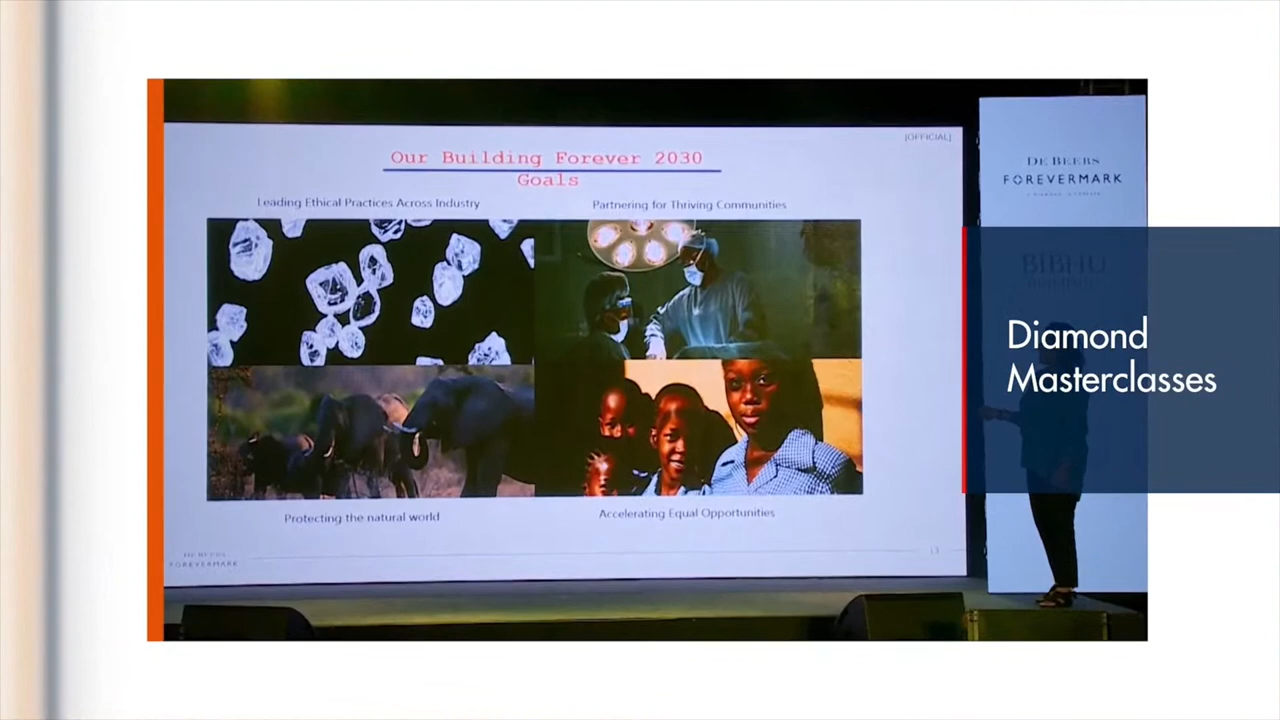 [OFFICIAL]
Our Building Forever 2030
Goals
Leading Ethical Practices Across Industry
Partnering for Thriving Communities
Protecting the natural world
Accelerating Equal Opportunities
DE BEERS
FOREVERMARK
13
DE BEERS
FOREVERMARK
Diamond
Masterclasses